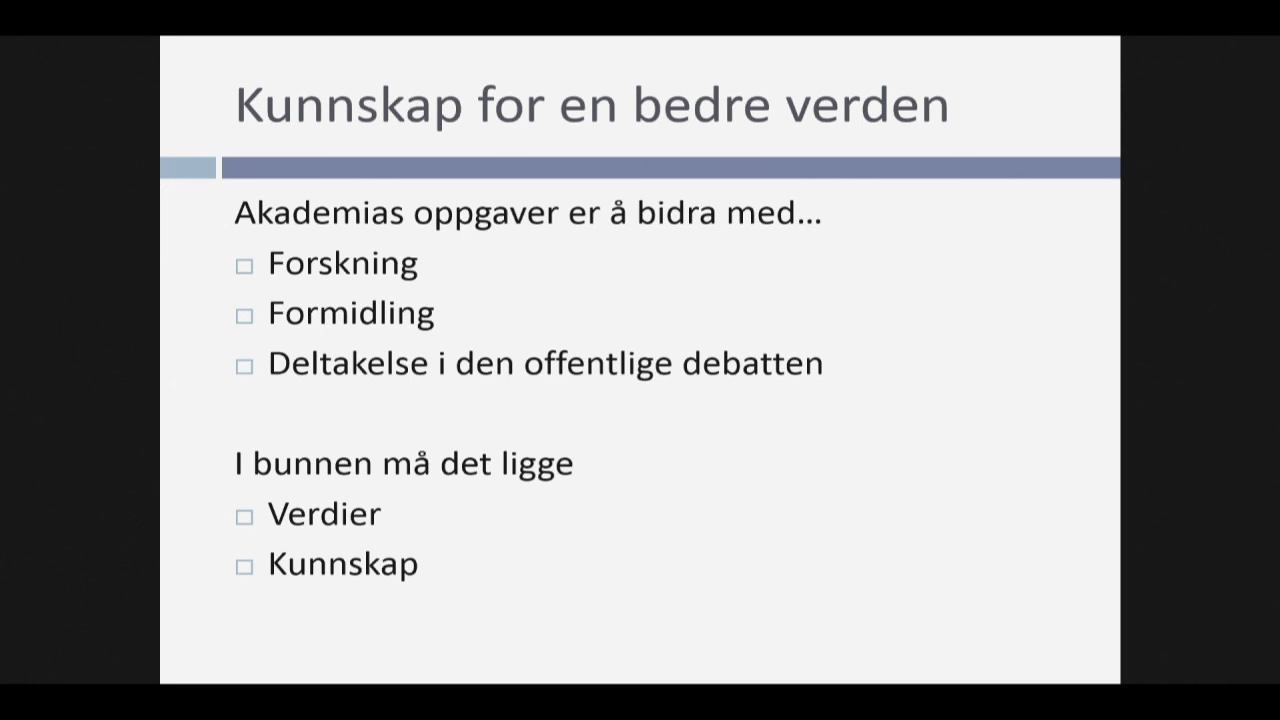 Kunnskap for en bedre verden
Akademias oppgaver er å bidra med...
Forskning
Formidling
Deltakelse i den offentlige debatten
I bunnen må det ligge
Verdier
Kunnskap